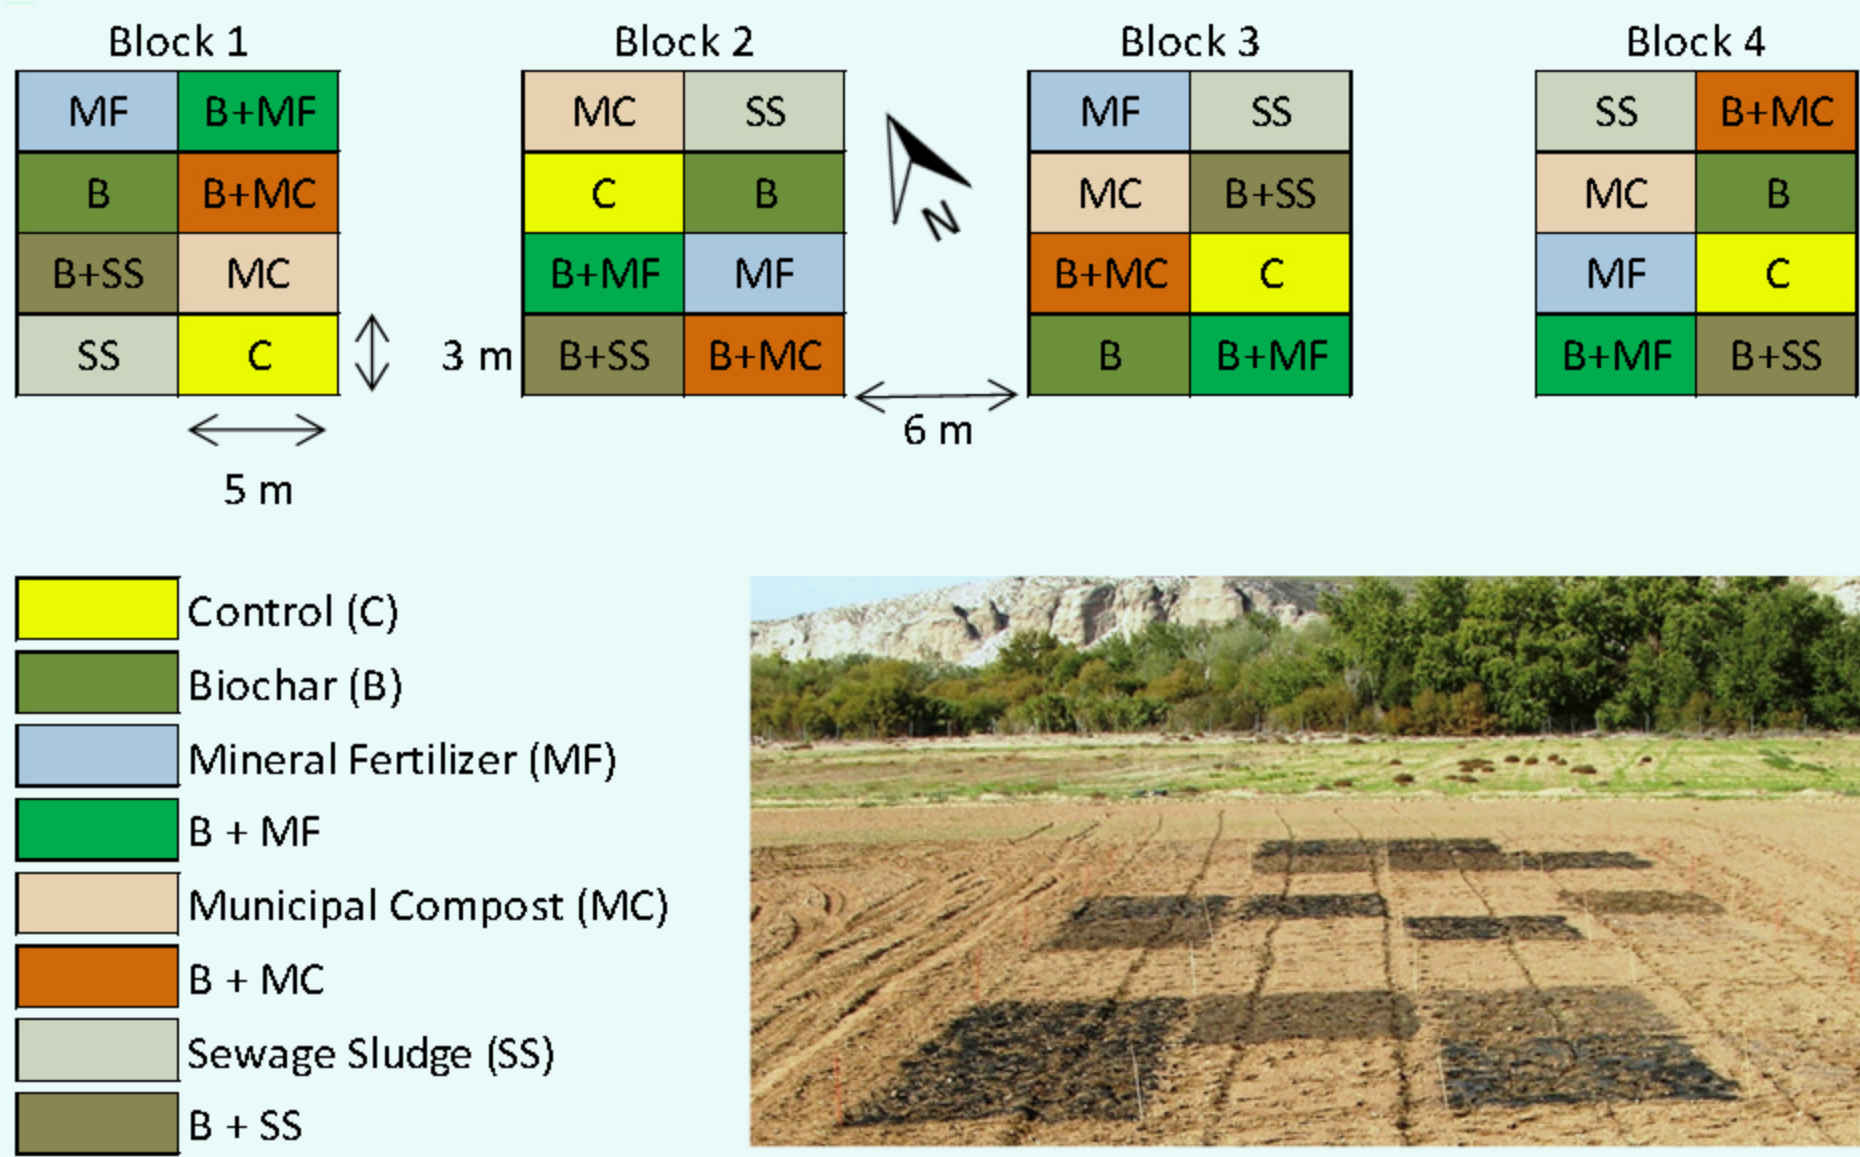 Block 1 Block 2 Block 3 Block 4
MF B+MF MC SS MF SS SS B+MC
B B+MC C B MC B+SS MC B
B+SS MC B+MF MF B+MC C MF C
SS C B+SS B+MC B B+MF B+MF B+SS
N
3 m
6 m
5 m
Control (C)
Biochar (B)
Mineral Fertilizer (MF)
B + MF
Municipal Compost (MC)
B + MC
Sewage Sludge (SS)
B + SS